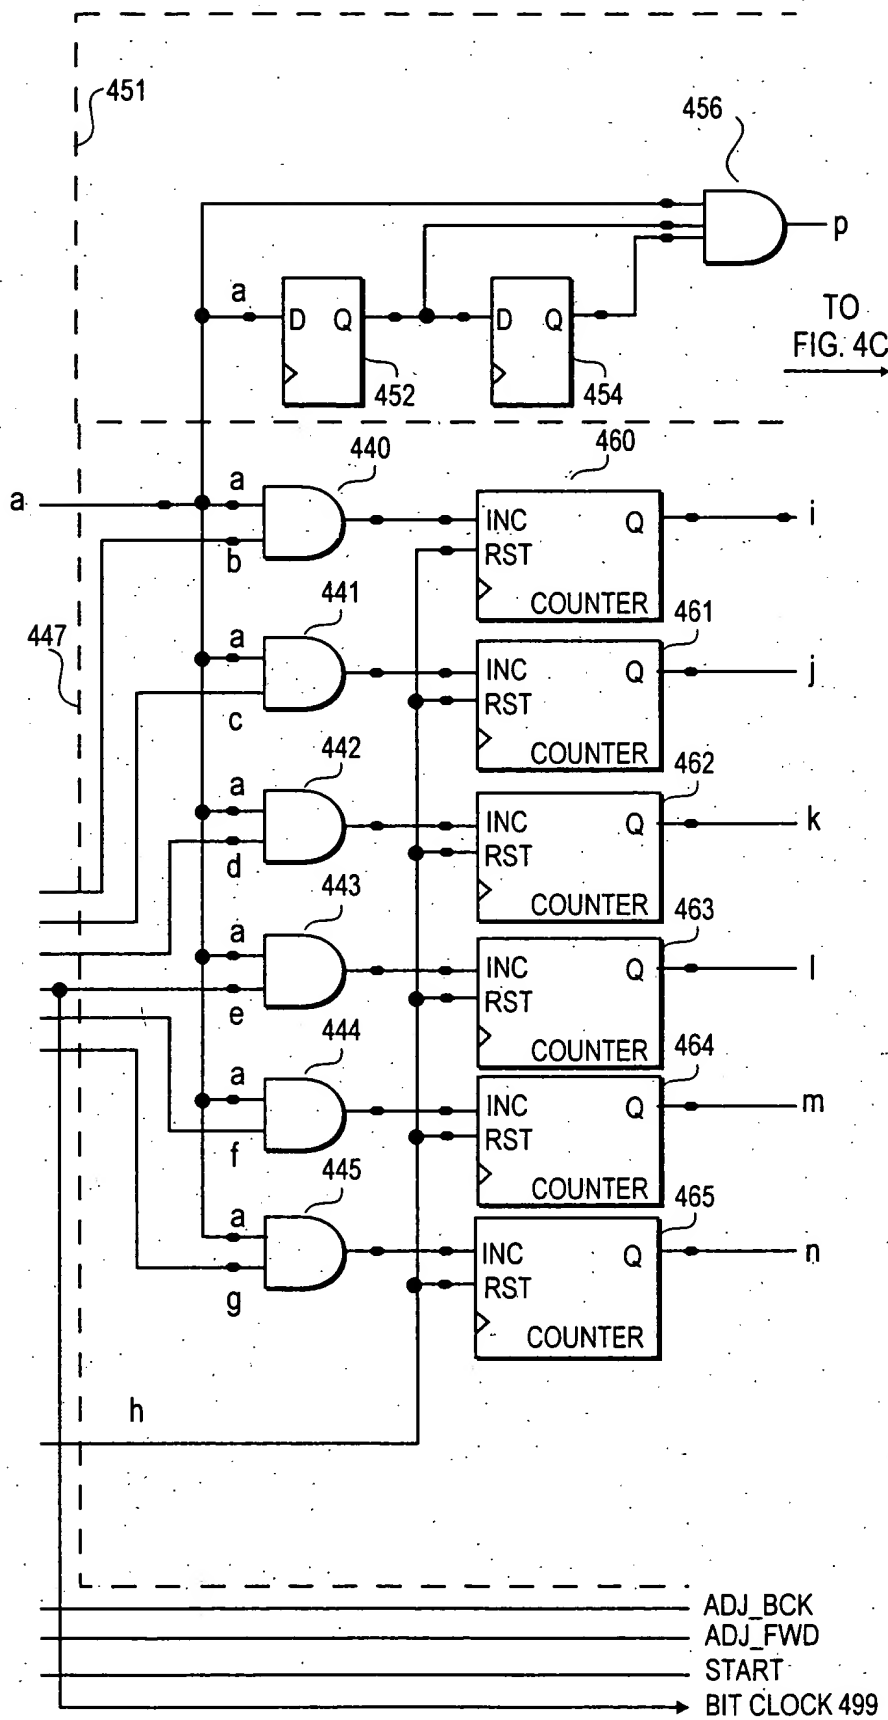 451
456
p
a
D Q
D Q
452
454
TO
FIG. 4C
440
460
a
a
b
INC Q
RST
COUNTER
i
441
461
447
a
c
INC Q
RST
COUNTER
j
442
462
a
d
INC Q
RST
COUNTER
k
443
463
a
e
INC Q
RST
COUNTER
l
444
464
a
f
INC Q
RST
COUNTER
m
445
465
a
g
INC Q
RST
COUNTER
n
h
ADJ_BCK
ADJ_FWD
START
BIT CLOCK 499